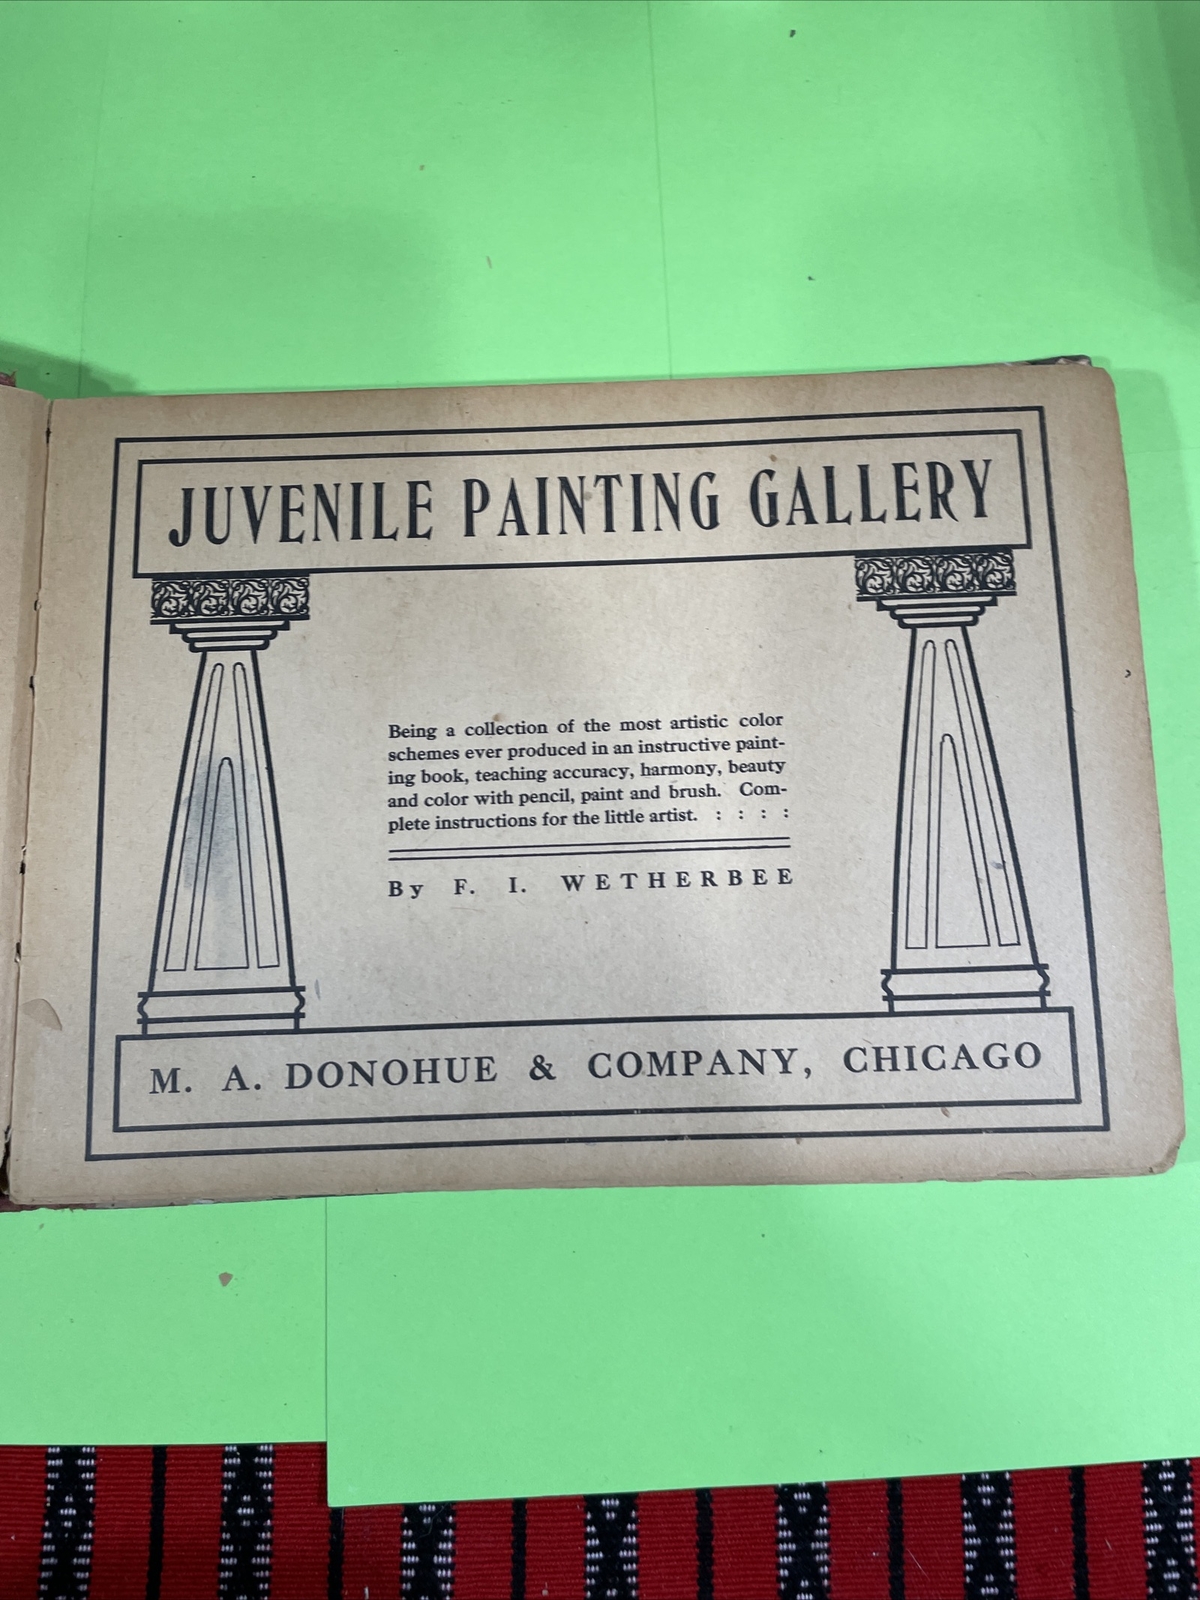 JUVENILE PAINTING GALLERY
Being a collection of the most artistic color
schemes ever produced in an instructive paint-
ing book, teaching accuracy, harmony, beauty
and color with pencil, paint and brush. Com-
plete instructions for the little artist. : : : :
By F. I. WETHERBEE
M. A. DONOHUE & COMPANY, CHICAGO